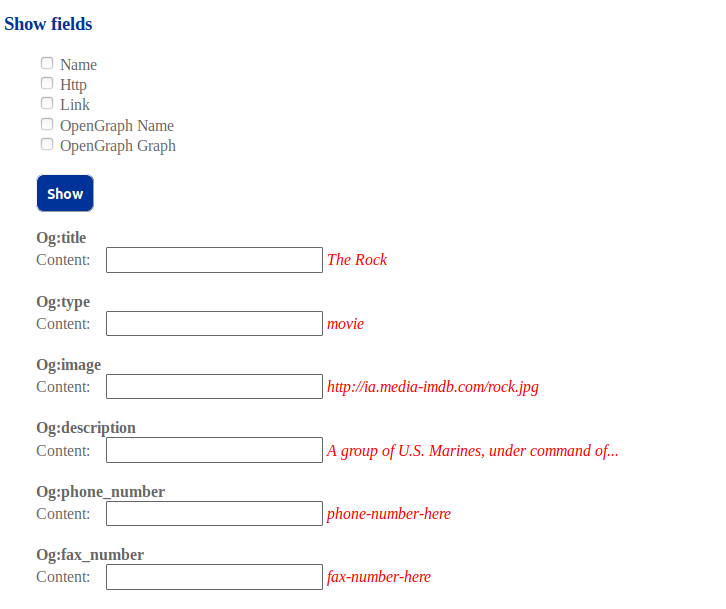 Show fields
Name
Http
Link
OpenGraph Name
OpenGraph Graph
Show
Og:title
Content: The Rock
Og:type
Content: movie
Og:image
Content: http://ia.media-imdb.com/rock.jpg
Og:description
Content: A group of U.S. Marines, under command of...
Og:phone_number
Content: phone-number-here
Og:fax_number
Content: fax-number-here